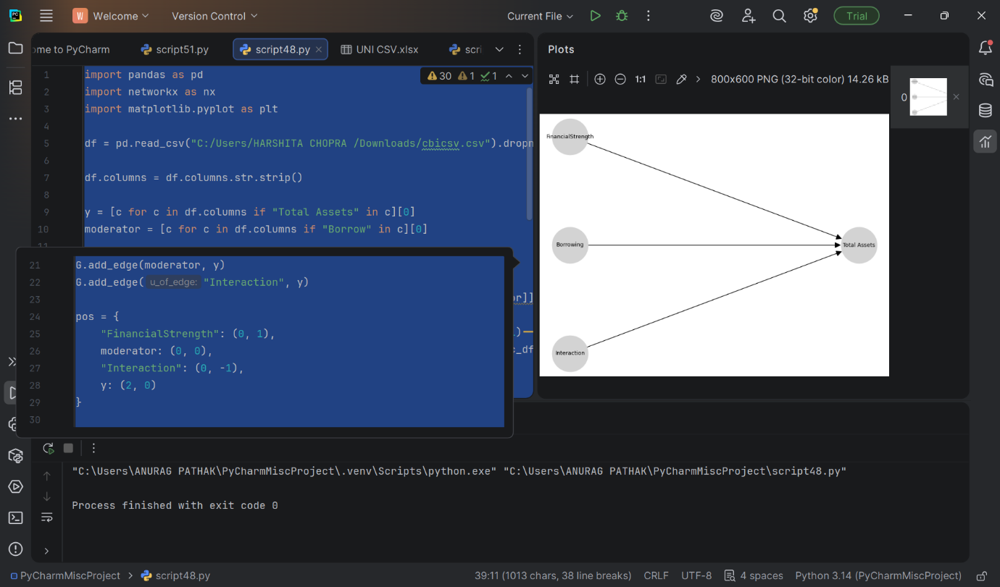 W Welcome Version Control Current File Trial
ome to PyCharm script51.py script48.py UNI CSV.xlsx scri
Plots
30 1 1
1:1 800x600 PNG (32-bit color) 14.26 kB
0
1 import pandas as pd
2 import networkx as nx
3 import matplotlib.pyplot as plt
4
5 df = pd.read_csv("C:/Users/HARSHITA CHOPRA /Downloads/cbicsv.csv").dropn
6
7 df.columns = df.columns.str.strip()
8
9 y = [c for c in df.columns if "Total Assets" in c][0]
10 moderator = [c for c in df.columns if "Borrow" in c][0]
11
21 G.add_edge(moderator, y)
22 G.add_edge( u_of_edge: "Interaction", y)
23
24 pos = {
25 "FinancialStrength": (0, 1),
26 moderator: (0, 0),
27 "Interaction": (0, -1),
28 y: (2, 0)
29 }
30
or]]
c_df
FinancialStrength
Borrowing
Total Assets
Interaction
"C:\Users\ANURAG PATHAK\PyCharmMiscProject\.venv\Scripts\python.exe" "C:\Users\ANURAG PATHAK\PyCharmMiscProject\script48.py"
Process finished with exit code 0
PyCharmMiscProject > script48.py 39:11 (1013 chars, 38 line breaks) CRLF UTF-8 4 spaces Python 3.14 (PyCharmMiscProject)